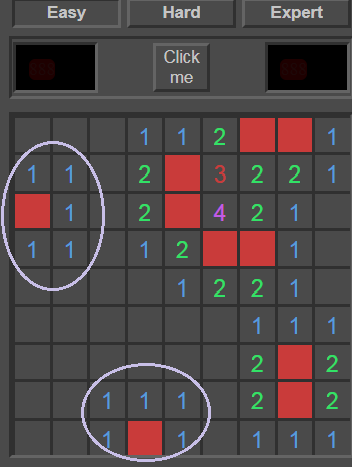 Easy Hard Expert
Click
me
1 1 2 1
1 1 2 3 2 2 1
1 2 4 2 1
1 1 1 2 1
1 2 2 1
1 1 1
2 2
1 1 1 2 2
1 1 1 1 1